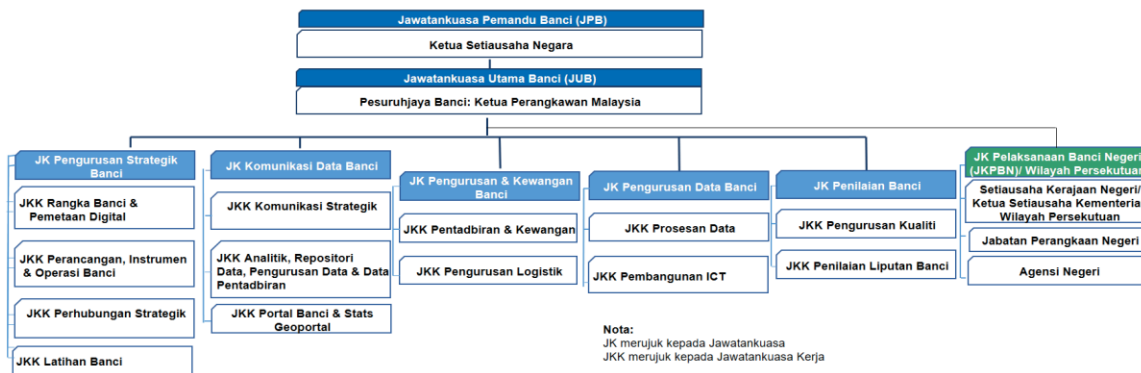 Jawatankuasa Pemandu Banci (JPB)
Ketua Setiausaha Negara
Jawatankuasa Utama Banci (JUB)
Pesuruhjaya Banci: Ketua Perangkawan Malaysia
JK Pengurusan Strategik
Banci
JKK Rangka Banci &
Pemetaan Digital
JKK Perancangan, Instrumen
& Operasi Banci
JKK Perhubungan Strategik
JKK Latihan Banci
JK Komunikasi Data Banci
JKK Komunikasi Strategik
JKK Analitik, Repositori
Data, Pengurusan Data & Data
Pentadbiran
JKK Portal Banci & Stats
Geoportal
JK Pengurusan & Kewangan
Banci
JKK Pentadbiran & Kewangan
JKK Pengurusan Logistik
JK Pengurusan Data Banci
JKK Prosesan Data
JKK Pembangunan ICT
JK Penilaian Banci
JKK Pengurusan Kualiti
JKK Penilaian Liputan Banci
JK Pelaksanaan Banci Negeri
(JKPBN)/ Wilayah Persekutuan
Setiausaha Kerajaan Negeri/
Ketua Setiausaha Kementerian
Wilayah Persekutuan
Jabatan Perangkaan Negeri
Agensi Negeri
Nota:
JK merujuk kepada Jawatankuasa
JKK merujuk kepada Jawatankuasa Kerja